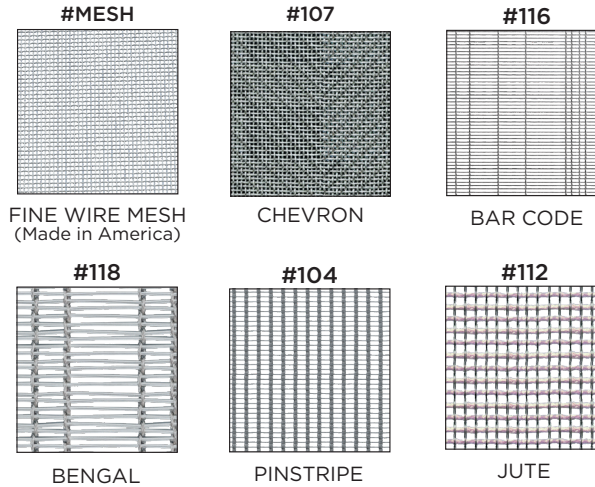 #MESH
#107
#116
FINE WIRE MESH
(Made in America)
CHEVRON
BAR CODE
#118
#104
#112
BENGAL
PINSTRIPE
JUTE